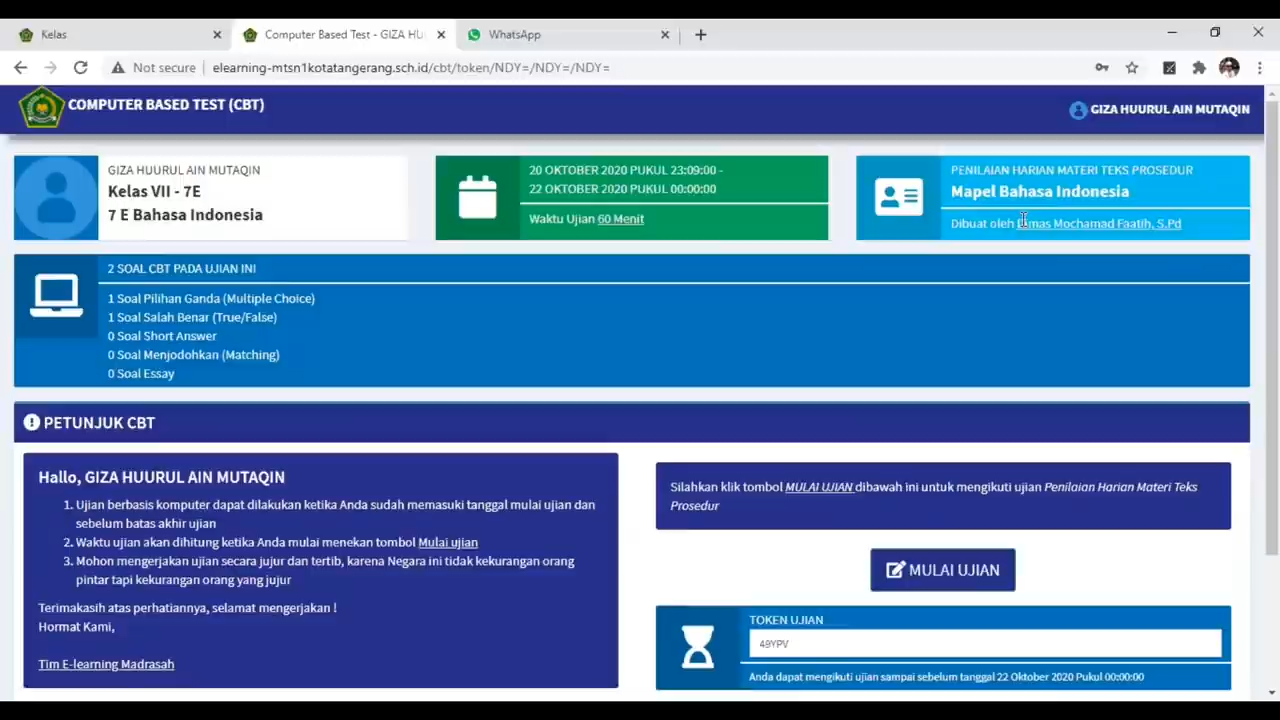 Kelas
Computer Based Test - GIZA HU
WhatsApp
Not secure
elearning-mtsn1kotatangerang.sch.id/cbt/token/NDY=/NDY=/NDY=
COMPUTER BASED TEST (CBT)
GIZA HUURUL AIN MUTAQIN
GIZA HUURUL AIN MUTAQIN
Kelas VII - 7E
7 E Bahasa Indonesia
20 OKTOBER 2020 PUKUL 23:09:00 -
22 OKTOBER 2020 PUKUL 00:00:00
Waktu Ujian 60 Menit
PENILAIAN HARIAN MATERI TEKS PROSEDUR
Mapel Bahasa Indonesia
Dibuat oleh Dimas Mochamad Faatih, S.Pd
2 SOAL CBT PADA UJIAN INI
1 Soal Pilihan Ganda (Multiple Choice)
1 Soal Salah Benar (True/False)
0 Soal Short Answer
0 Soal Menjodohkan (Matching)
0 Soal Essay
PETUNJUK CBT
Hallo, GIZA HUURUL AIN MUTAQIN
1. Ujian berbasis komputer dapat dilakukan ketika Anda sudah memasuki tanggal mulai ujian dan
sebelum batas akhir ujian
2. Waktu ujian akan dihitung ketika Anda mulai menekan tombol Mulai ujian
3. Mohon mengerjakan ujian secara jujur dan tertib, karena Negara ini tidak kekurangan orang
pintar tapi kekurangan orang yang jujur
Terimakasih atas perhatiannya, selamat mengerjakan !
Hormat Kami,
Tim E-learning Madrasah
Silahkan klik tombol MULAI UJIAN dibawah ini untuk mengikuti ujian Penilaian Harian Materi Teks
Prosedur
MULAI UJIAN
TOKEN UJIAN
49YPV
Anda dapat mengikuti ujian sampai sebelum tanggal 22 Oktober 2020 Pukul 00:00:00